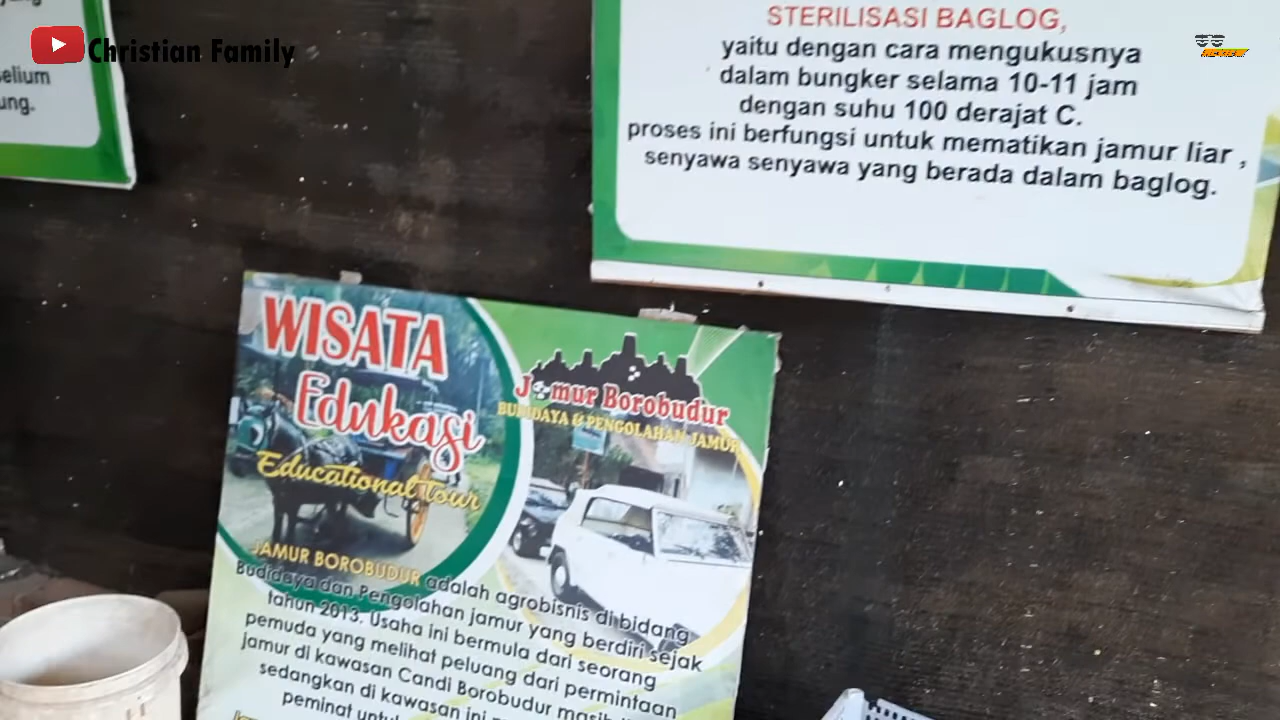 Christian Family
REVIEW
ung.
STERILISASI BAGLOG,
yaitu dengan cara mengukusnya
dalam bungker selama 10-11 jam
dengan suhu 100 derajat C.
proses ini berfungsi untuk mematikan jamur liar ,
senyawa senyawa yang berada dalam baglog.
WISATA
Edukasi
Educational Tour
Jamur Borobudur
BUDIDAYA & PENGOLAHAN JAMUR
JAMUR BOROBUDUR adalah agrobisnis di bidang
Budidaya dan Pengolahan jamur yang berdiri sejak
tahun 2013. Usaha ini bermula dari seorang
pemuda yang melihat peluang dari permintaan
jamur di kawasan Candi Borobudur
sedangkan di kawasan ini
peminat